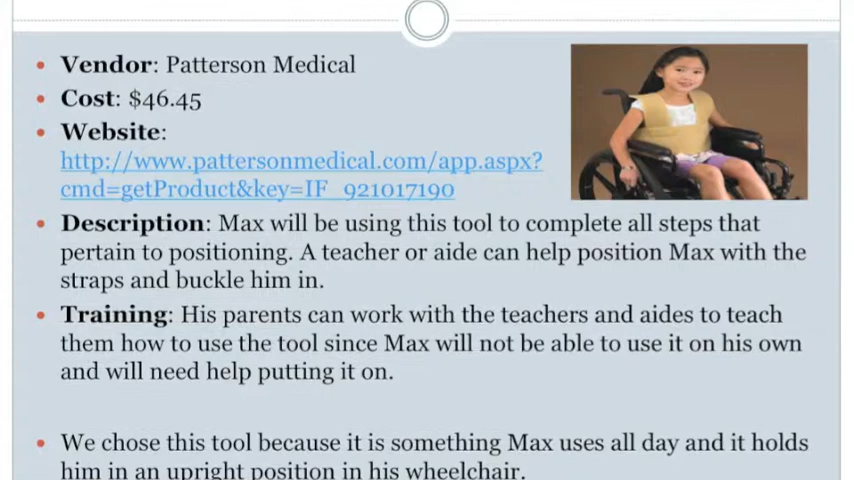 Vendor: Patterson Medical
Cost: $46.45
Website:
http://www.pattersonmedical.com/app.aspx?
cmd=getProduct&key=IF_921017190
Description: Max will be using this tool to complete all steps that
pertain to positioning. A teacher or aide can help position Max with the
straps and buckle him in.
Training: His parents can work with the teachers and aides to teach
them how to use the tool since Max will not be able to use it on his own
and will need help putting it on.
We chose this tool because it is something Max uses all day and it holds
him in an upright position in his wheelchair.